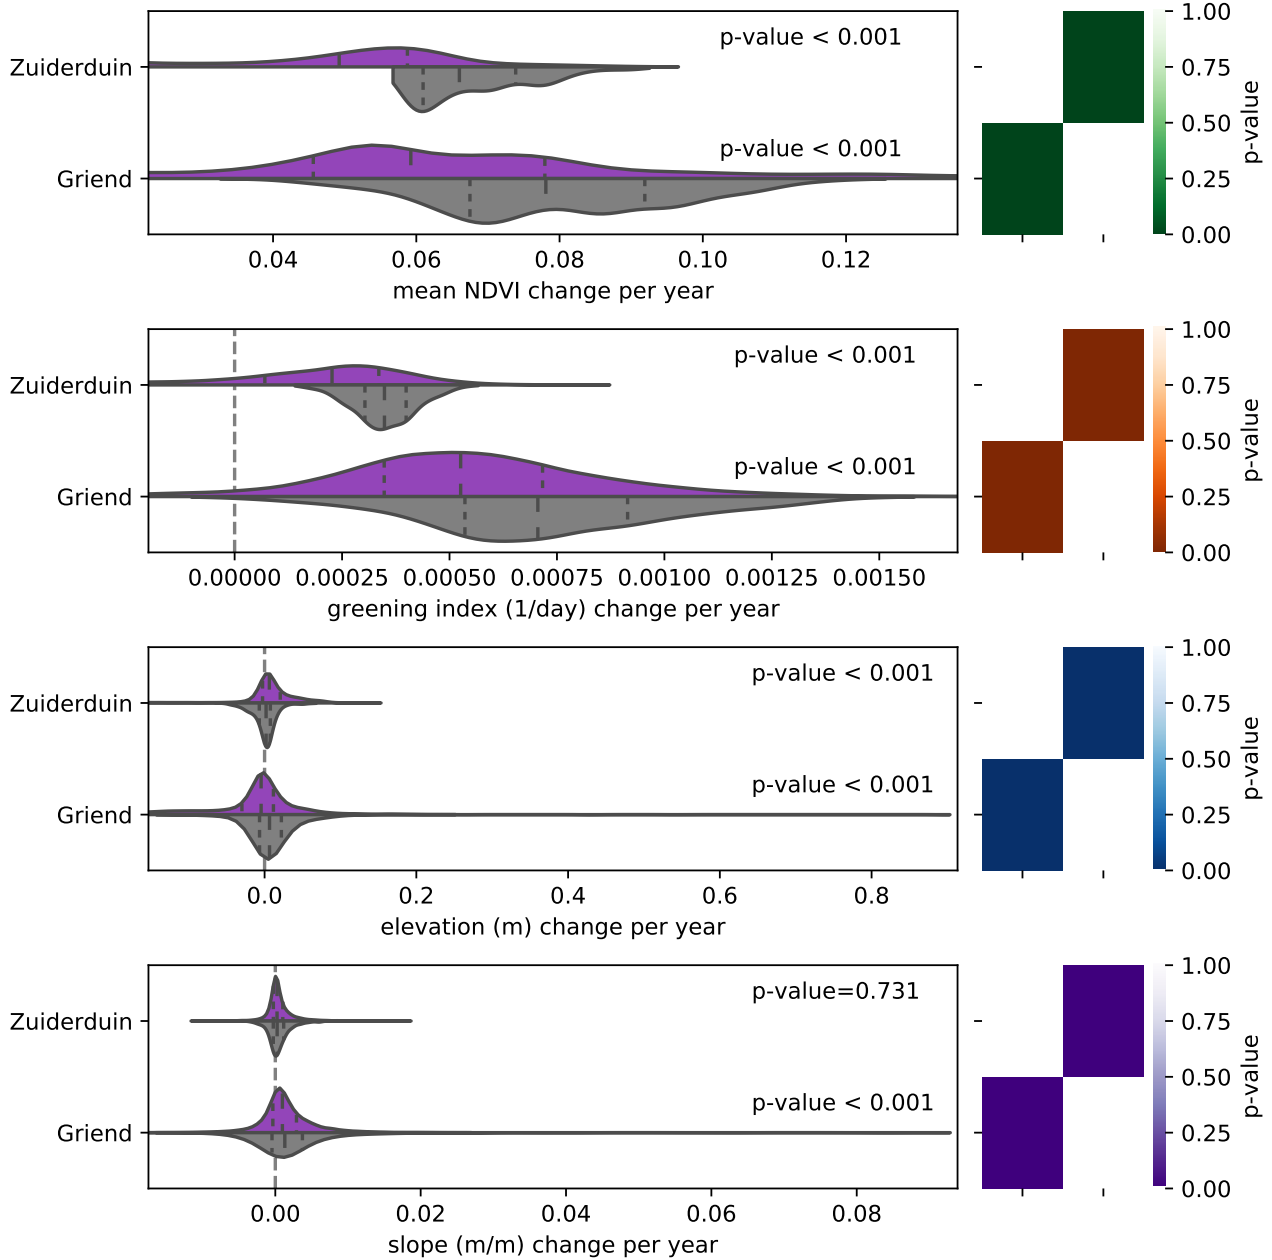 p-value < 0.001
Zuiderduin
p-value < 0.001
Griend
0.04 0.06 0.08 0.10 0.12
mean NDVI change per year
1.00
0.75
0.50
0.25
0.00
p-value
p-value < 0.001
Zuiderduin
p-value < 0.001
Griend
0.00000 0.00025 0.00050 0.00075 0.00100 0.00125 0.00150
greening index (1/day) change per year
1.00
0.75
0.50
0.25
0.00
p-value
p-value < 0.001
Zuiderduin
p-value < 0.001
Griend
0.0 0.2 0.4 0.6 0.8
elevation (m) change per year
1.00
0.75
0.50
0.25
0.00
p-value
p-value=0.731
Zuiderduin
p-value < 0.001
Griend
0.00 0.02 0.04 0.06 0.08
slope (m/m) change per year
1.00
0.75
0.50
0.25
0.00
p-value